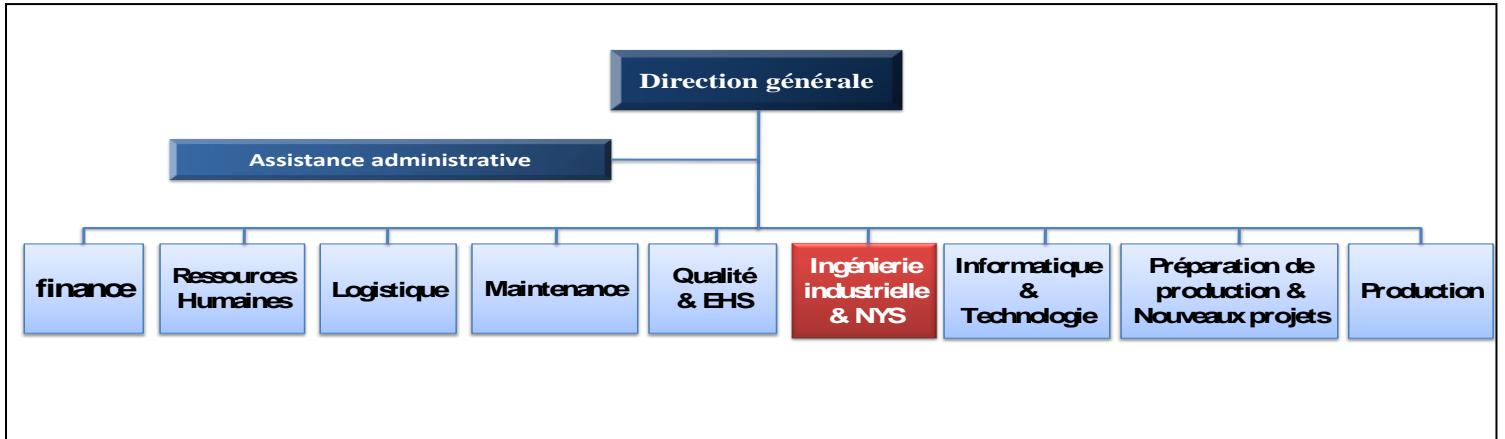 Direction générale
Assistance administrative
finance
Ressources
Humaines
Logistique
Maintenance
Qualité
& EHS
Ingénierie
industrielle
& NYS
Informatique
&
Technologie
Préparation de
production &
Nouveaux projets
Production